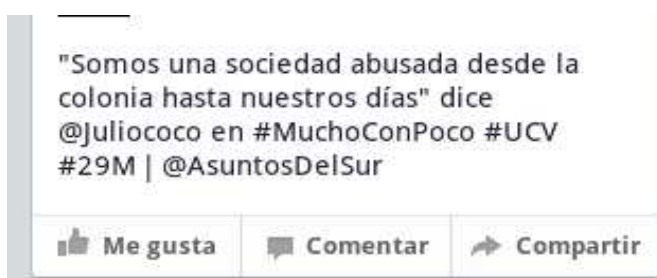 "Somos una sociedad abusada desde la
colonia hasta nuestros días" dice
@Juliococo en #MuchoConPoco #UCV
#29M | @AsuntosDelSur
Me gusta Comentar Compartir